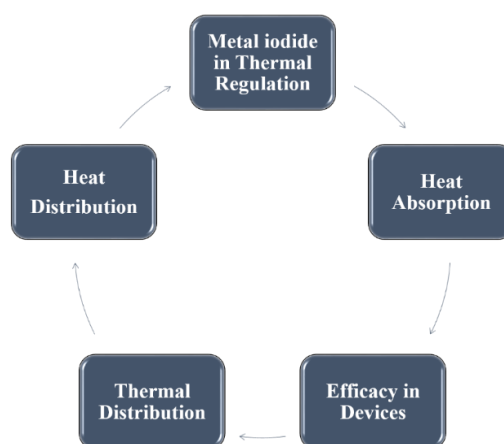 Metal iodide
in Thermal
Regulation
Heat
Absorption
Efficacy in
Devices
Thermal
Distribution
Heat
Distribution